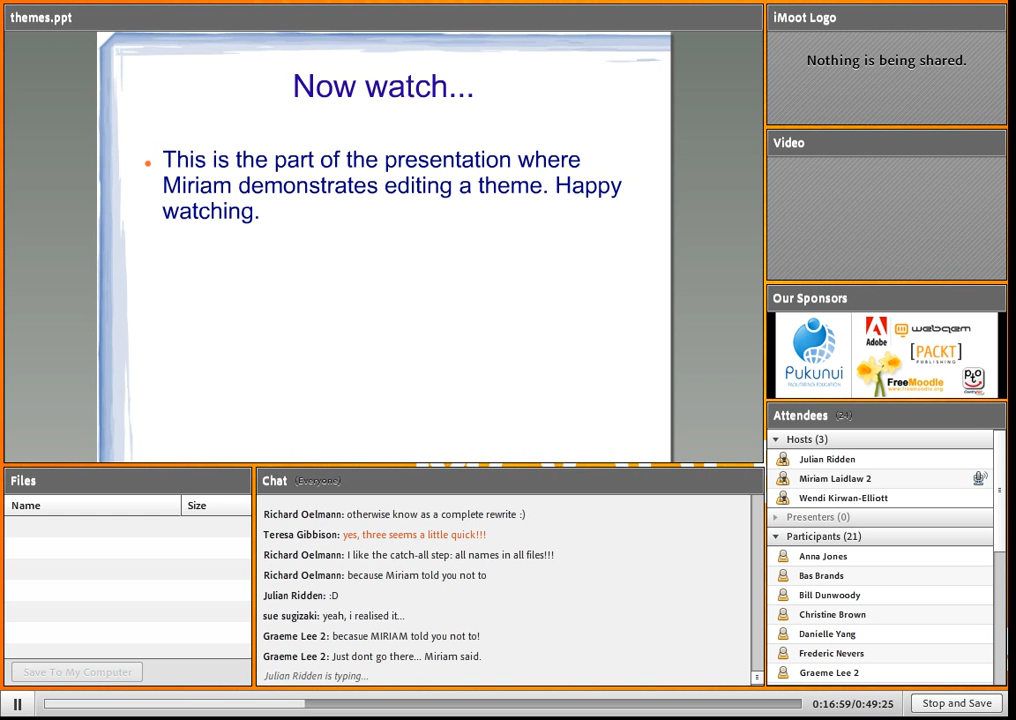 themes.ppt
Now watch...
• This is the part of the presentation where
Miriam demonstrates editing a theme. Happy
watching.
iMoot Logo
Nothing is being shared.
Video
Our Sponsors
Pukunui
Adobe
webqem
[PACKT]
PUBLISHING
FreeMoodle
pto
Attendees (24)
Hosts (3)
Julian Ridden
Miriam Laidlaw 2
Wendi Kirwan-Elliott
Presenters (0)
Participants (21)
Anna Jones
Bas Brands
Bill Dunwoody
Christine Brown
Danielle Yang
Frederic Nevers
Graeme Lee 2
Files
Name Size
Save To My Computer
Chat (Everyone)
Richard Oelmann: otherwise know as a complete rewrite :)
Teresa Gibbison: yes, three seems a little quick!!!
Richard Oelmann: I like the catch-all step: all names in all files!!!
Richard Oelmann: because Miriam told you not to
Julian Ridden: :D
sue sugizaki: yeah, i realised it...
Graeme Lee 2: becasue MIRIAM told you not to!
Graeme Lee 2: Just dont go there... Miriam said.
Julian Ridden is typing...
0:16:59/0:49:25
Stop and Save